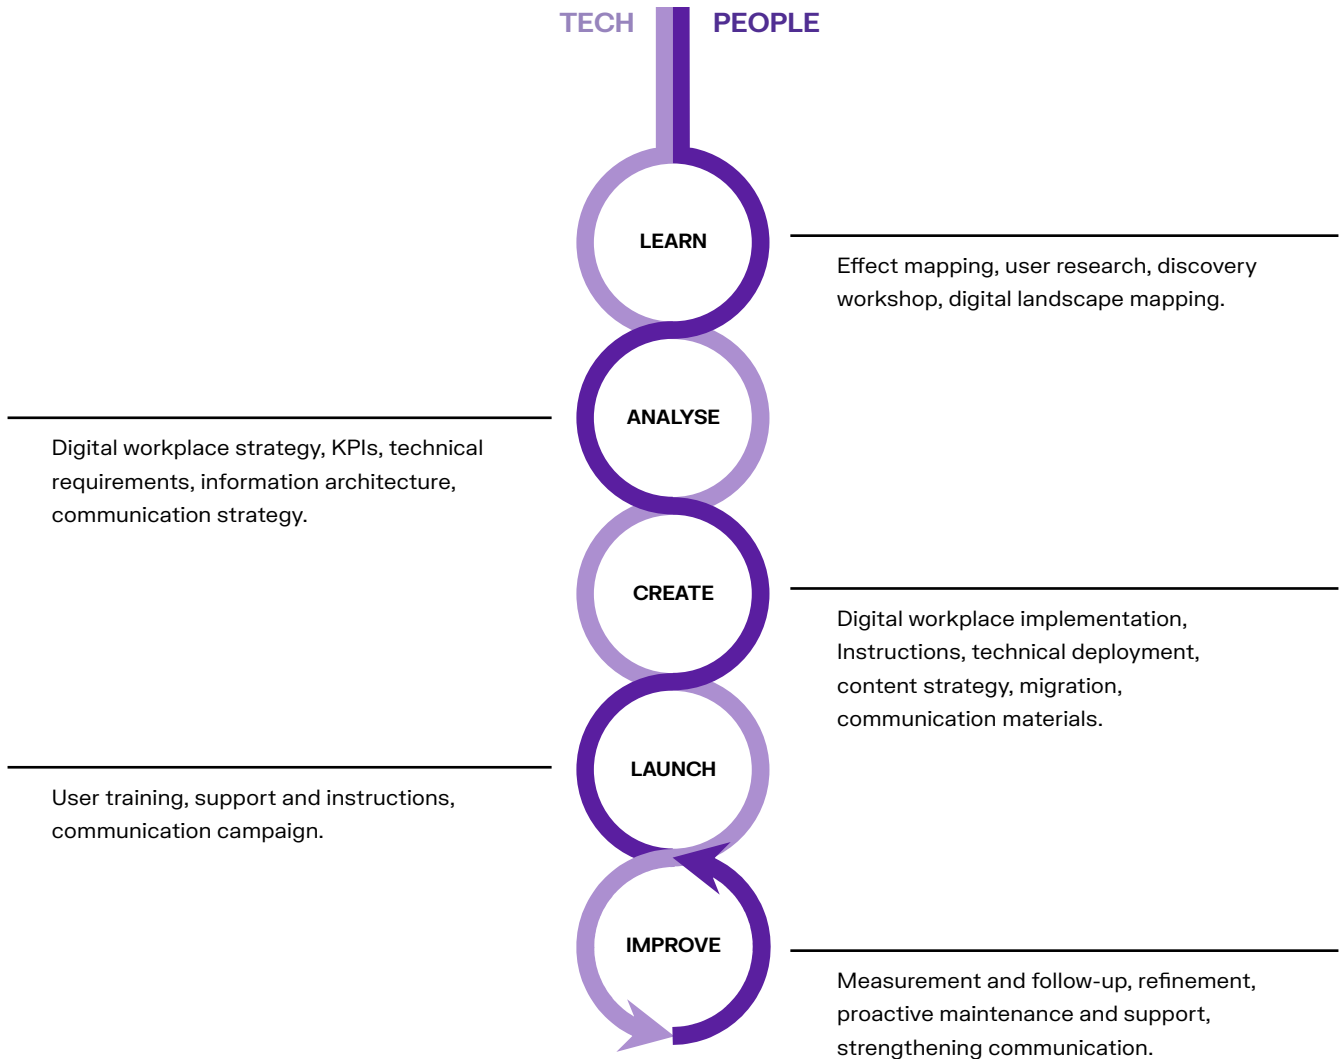 TECH PEOPLE
LEARN
Effect mapping, user research, discovery
workshop, digital landscape mapping.
ANALYSE
Digital workplace strategy, KPIs, technical
requirements, information architecture,
communication strategy.
CREATE
Digital workplace implementation,
Instructions, technical deployment,
content strategy, migration,
communication materials.
LAUNCH
User training, support and instructions,
communication campaign.
IMPROVE
Measurement and follow-up, refinement,
proactive maintenance and support,
strengthening communication.